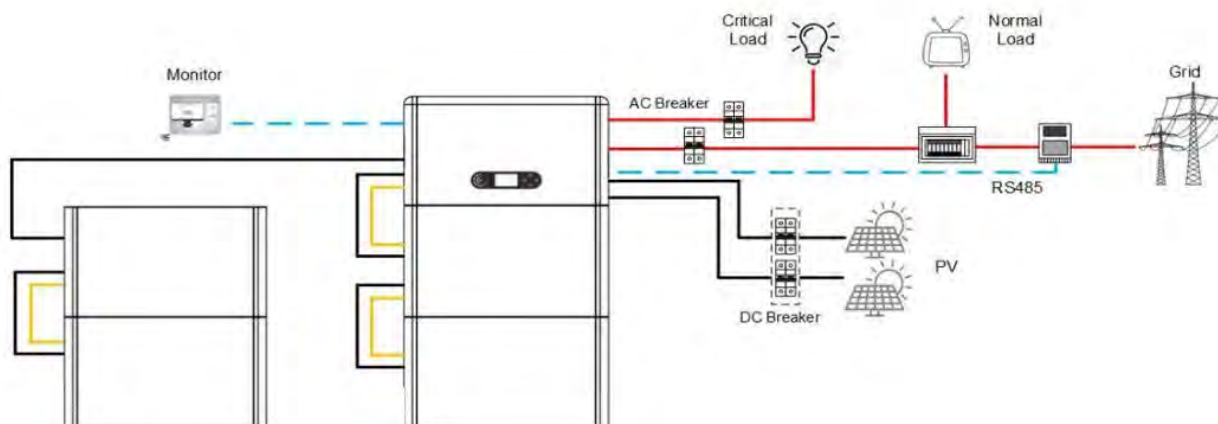 Critical
Load
Normal
Load
Monitor
Grid
AC Breaker
RS485
PV
DC Breaker